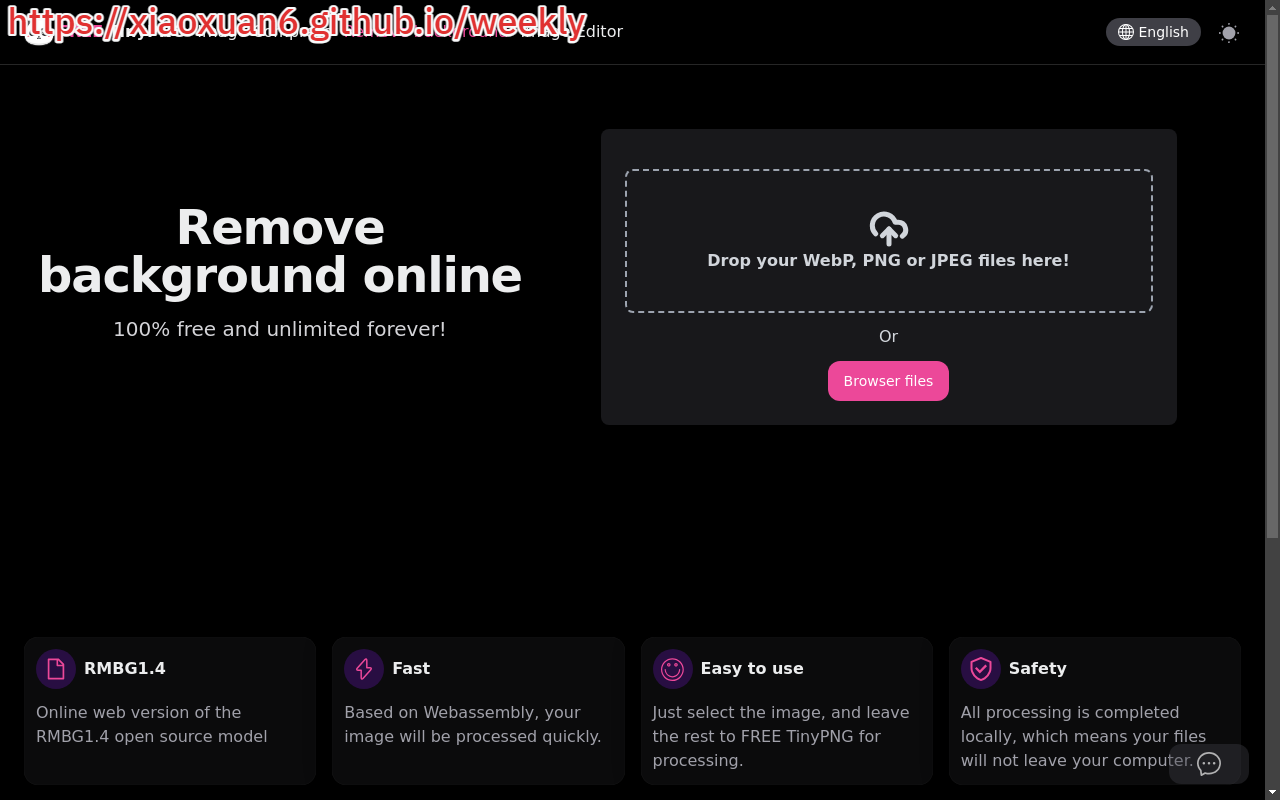 https://xiaoxuan6.github.io/weekly
Editor
English
Remove
background online
100% free and unlimited forever!
Drop your WebP, PNG or JPEG files here!
Or
Browser files
RMBG1.4
Online web version of the
RMBG1.4 open source model
Fast
Based on Webassembly, your
image will be processed quickly.
Easy to use
Just select the image, and leave
the rest to FREE TinyPNG for
processing.
Safety
All processing is completed
locally, which means your files
will not leave your computer.